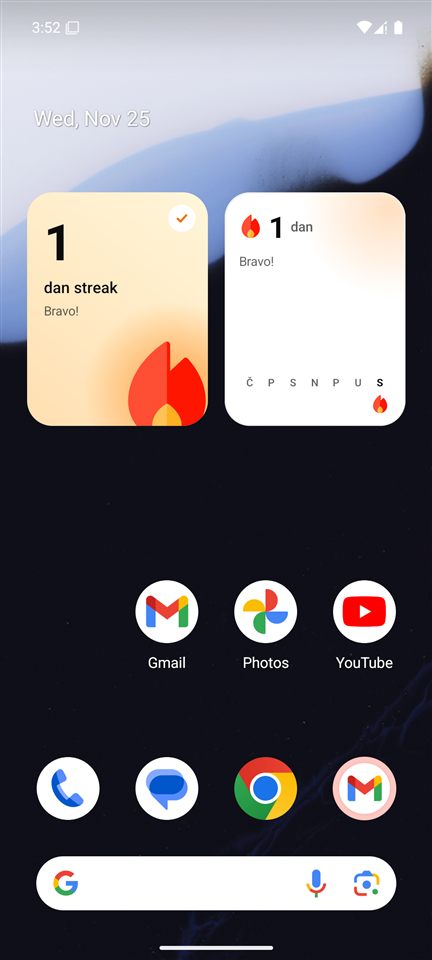 3:52
Wed, Nov 25
1
dan streak
Bravo!
1 dan
Bravo!
Č P S N P U S
Gmail
Photos
YouTube